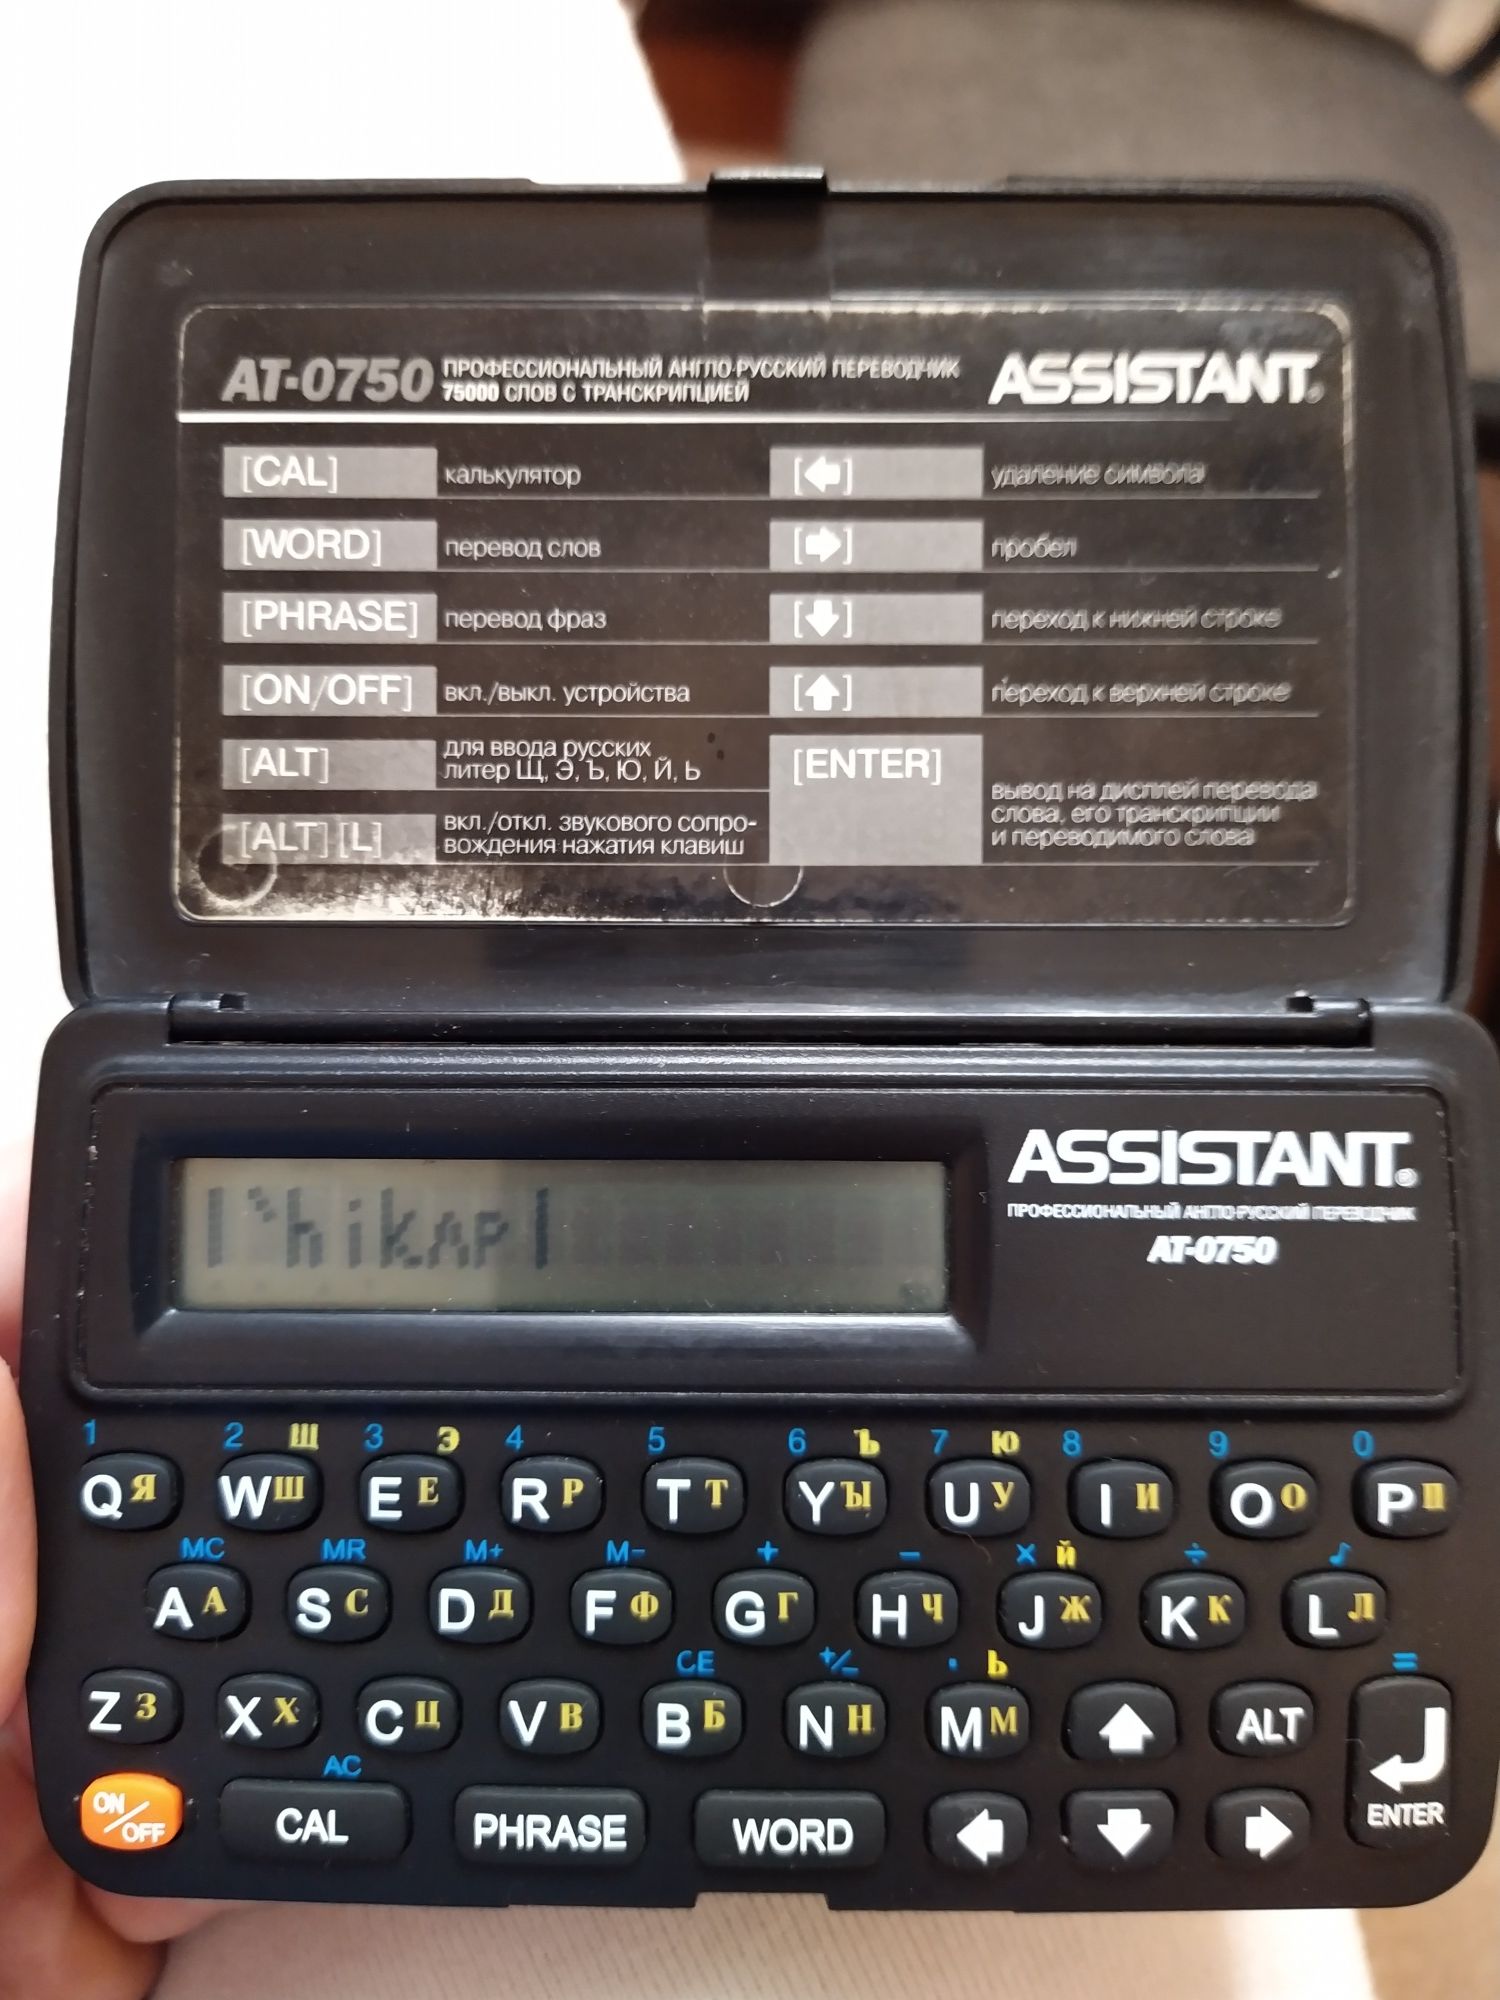 AT-0750 ПРОФЕССИОНАЛЬНЫЙ АНГЛО-РУССКИЙ ПЕРЕВОДЧИК ASSISTANT®
75000 СЛОВ С ТРАНСКРИПЦИЕЙ
[CAL] калькулятор [←] удаление символа
[WORD] перевод слов [→] пробел
[PHRASE] перевод фраз [↓] переход к нижней строке
[ON/OFF] вкл./выкл. устройства [↑] переход к верхней строке
[ALT] для ввода русских
литер Щ, Э, Ъ, Ю, Й, Ь
[ALT] [L] вкл./откл. звукового сопро-
вождения нажатия клавиш
[ENTER] вывод на дисплей перевода
слова, его транскрипции
и переводимого слова
ASSISTANT®
ПРОФЕССИОНАЛЬНЫЙ АНГЛО-РУССКИЙ ПЕРЕВОДЧИК
AT-0750
1 2 Щ 3 Э 4 5 6 Ъ 7 Ю 8 9 0
Q Я W Ш E Е R Р T Т Y Ы U У I И O О P П
MC MR M+ M- + − × Й ÷ ♪
A А S С D Д F Ф G Г H Ч J Ж K К L Л
CE +/− · Ь =
Z З X Х C Ц V В B Б N Н M М ↑ ALT
AC
ON/OFF CAL PHRASE WORD ← ↓ → ENTER